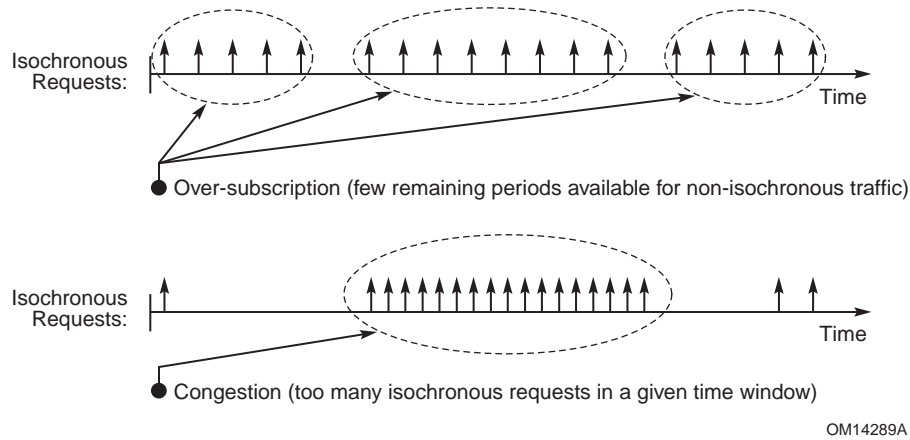 Isochronous
Requests:
Time
Over-subscription (few remaining periods available for non-isochronous traffic)
Isochronous
Requests:
Time
Congestion (too many isochronous requests in a given time window)
OM14289A